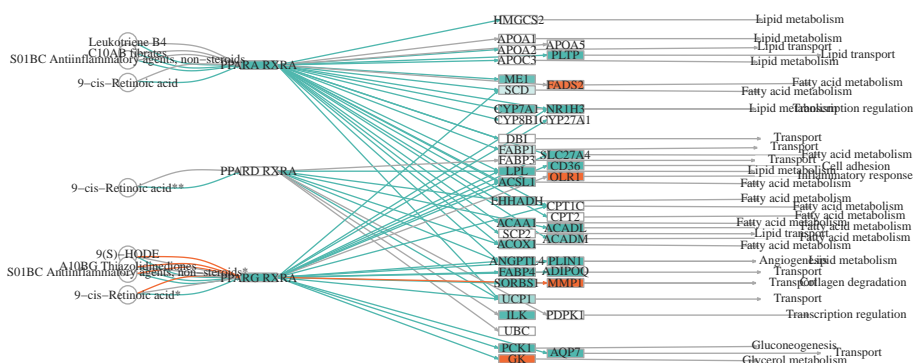 HMGCS2
Lipid metabolism
Leukotriene B4
C10AB fibrates
S01BC Antiinflammatory agents, non−steroids
9−cis−Retinoic acid
PPARA RXRA
APOA1
APOA2
APOC3
APOA5
PLTP
Lipid metabolism
Lipid transport
Lipid transport
Lipid metabolism
ME1
SCD
FADS2
Fatty acid metabolism
Fatty acid metabolism
CYP7A1
NR1H3
CYP8B1
CYP27A1
Lipid metabolism
Transcription regulation
DBI
FABP1
FABP3
LPL
ACSL1
SLC27A4
CD36
OLR1
Transport
Transport
Fatty acid metabolism
Transport
Cell adhesion
Lipid metabolism
Inflammatory response
Fatty acid metabolism
PPARD RXRA
9−cis−Retinoic acid**
EHHADH
CPT1C
CPT2
ACAA1
ACADL
SCP2
ACADM
ACOX1
Fatty acid metabolism
Fatty acid metabolism
Fatty acid metabolism
Fatty acid metabolism
Lipid transport
Fatty acid metabolism
Fatty acid metabolism
9(S)−HODE
A10BG Thiazolidinediones
S01BC Antiinflammatory agents, non−steroids*
9−cis−Retinoic acid*
PPARG RXRA
ANGPTL4
PLIN1
FABP4
ADIPOQ
SORBS1
MMP1
UCP1
Angiogenesis
Lipid metabolism
Transport
Transport
Collagen degradation
Transport
ILK
PDPK1
Transcription regulation
UBC
PCK1
AQP7
GK
Gluconeogenesis
Transport
Glycerol metabolism